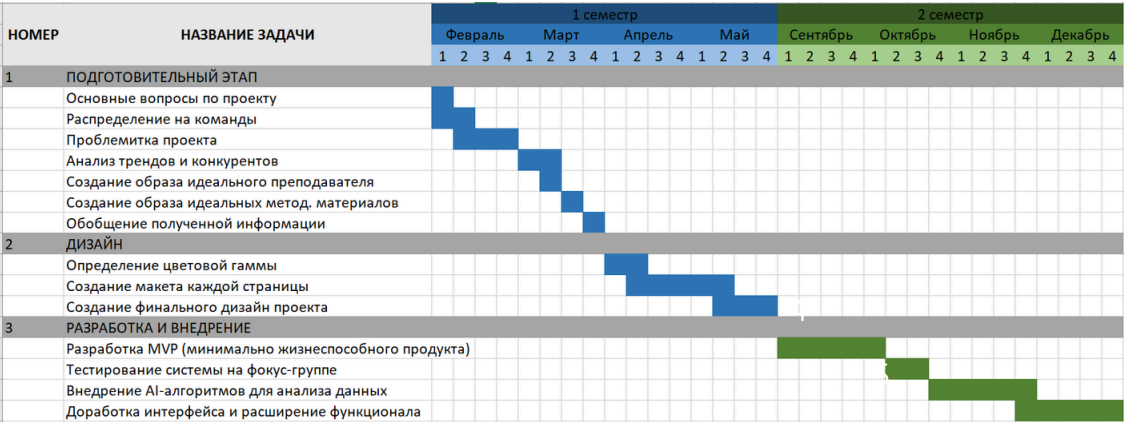 1 семестр 2 семестр
НОМЕР НАЗВАНИЕ ЗАДАЧИ Февраль Март Апрель Май Сентябрь Октябрь Ноябрь Декабрь
1 2 3 4 1 2 3 4 1 2 3 4 1 2 3 4 1 2 3 4 1 2 3 4 1 2 3 4 1 2 3 4
1 ПОДГОТОВИТЕЛЬНЫЙ ЭТАП
Основные вопросы по проекту
Распределение на команды
Проблемитка проекта
Анализ трендов и конкурентов
Создание образа идеального преподавателя
Создание образа идеальных метод. материалов
Обобщение полученной информации
2 ДИЗАЙН
Определение цветовой гаммы
Создание макета каждой страницы
Создание финального дизайн проекта
3 РАЗРАБОТКА И ВНЕДРЕНИЕ
Разработка MVP (минимально жизнеспособного продукта)
Тестирование системы на фокус-группе
Внедрение AI-алгоритмов для анализа данных
Доработка интерфейса и расширение функционала